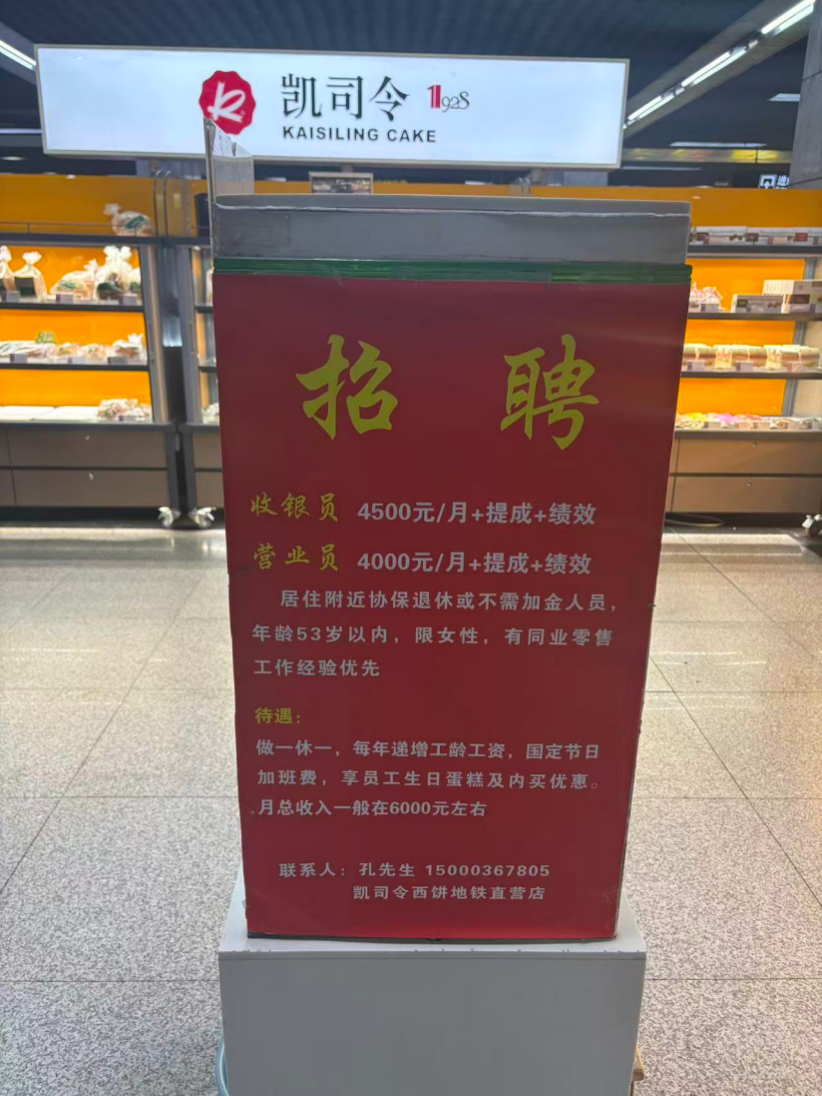 凯司令 1928
KAISILING CAKE
招 聘
收银员 4500元/月+提成+绩效
营业员 4000元/月+提成+绩效
居住附近协保退休或不需加金人员，
年龄53岁以内，限女性，有同业零售
工作经验优先
待遇：
做一休一，每年递增工龄工资，国定节日
加班费，享员工生日蛋糕及内买优惠。
月总收入一般在6000元左右
联系人：孔先生 15000367805
凯司令西饼地铁直营店